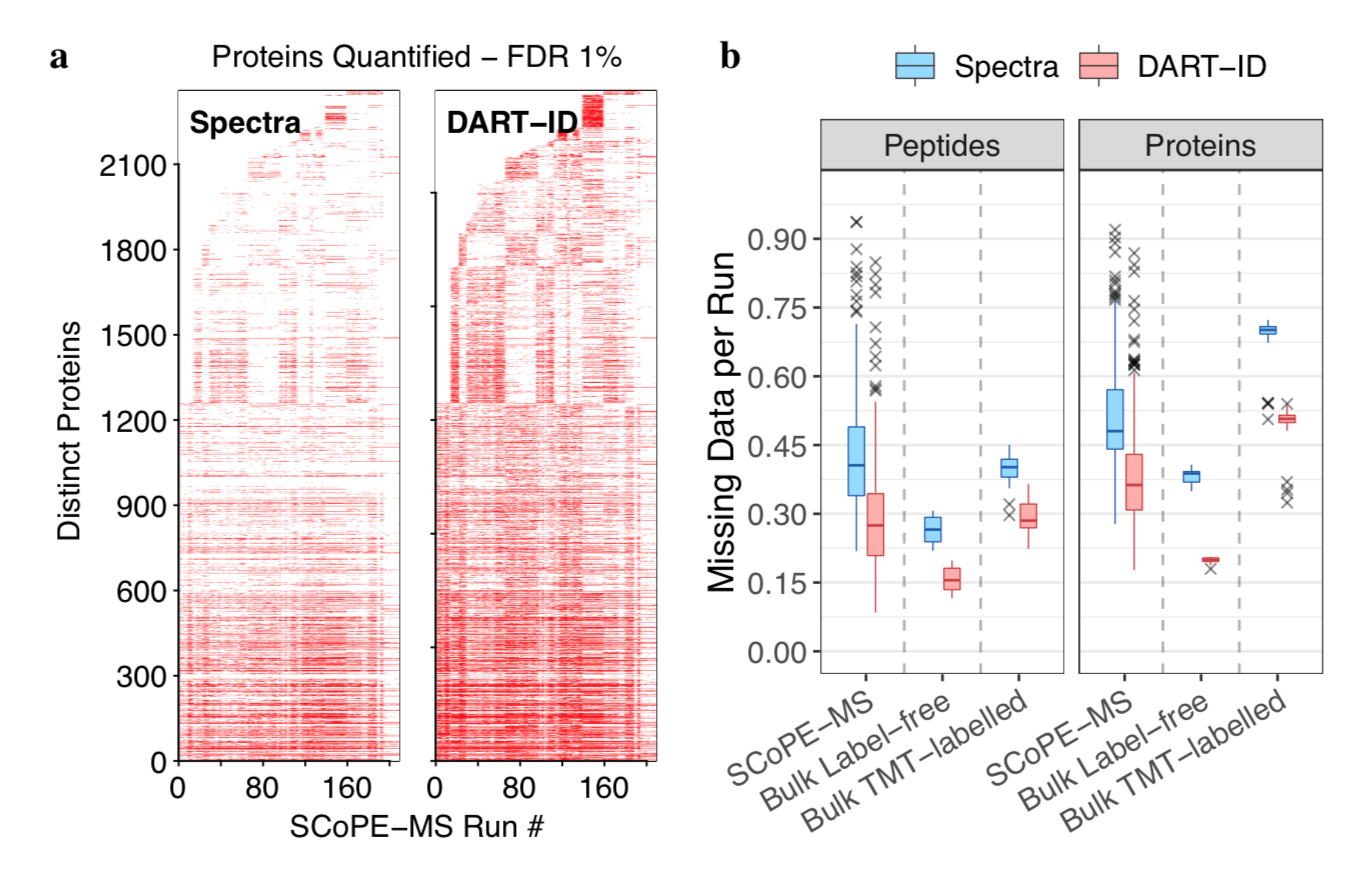 a
Proteins Quantified − FDR 1%
Spectra
DART−ID
Distinct Proteins
2100
1800
1500
1200
900
600
300
0
0 80 160
0 80 160
SCoPE−MS Run #
b
Spectra DART−ID
Peptides
Proteins
Missing Data per Run
0.90
0.75
0.60
0.45
0.30
0.15
0.00
SCoPE−MS
Bulk Label−free
Bulk TMT−labelled
SCoPE−MS
Bulk Label−free
Bulk TMT−labelled